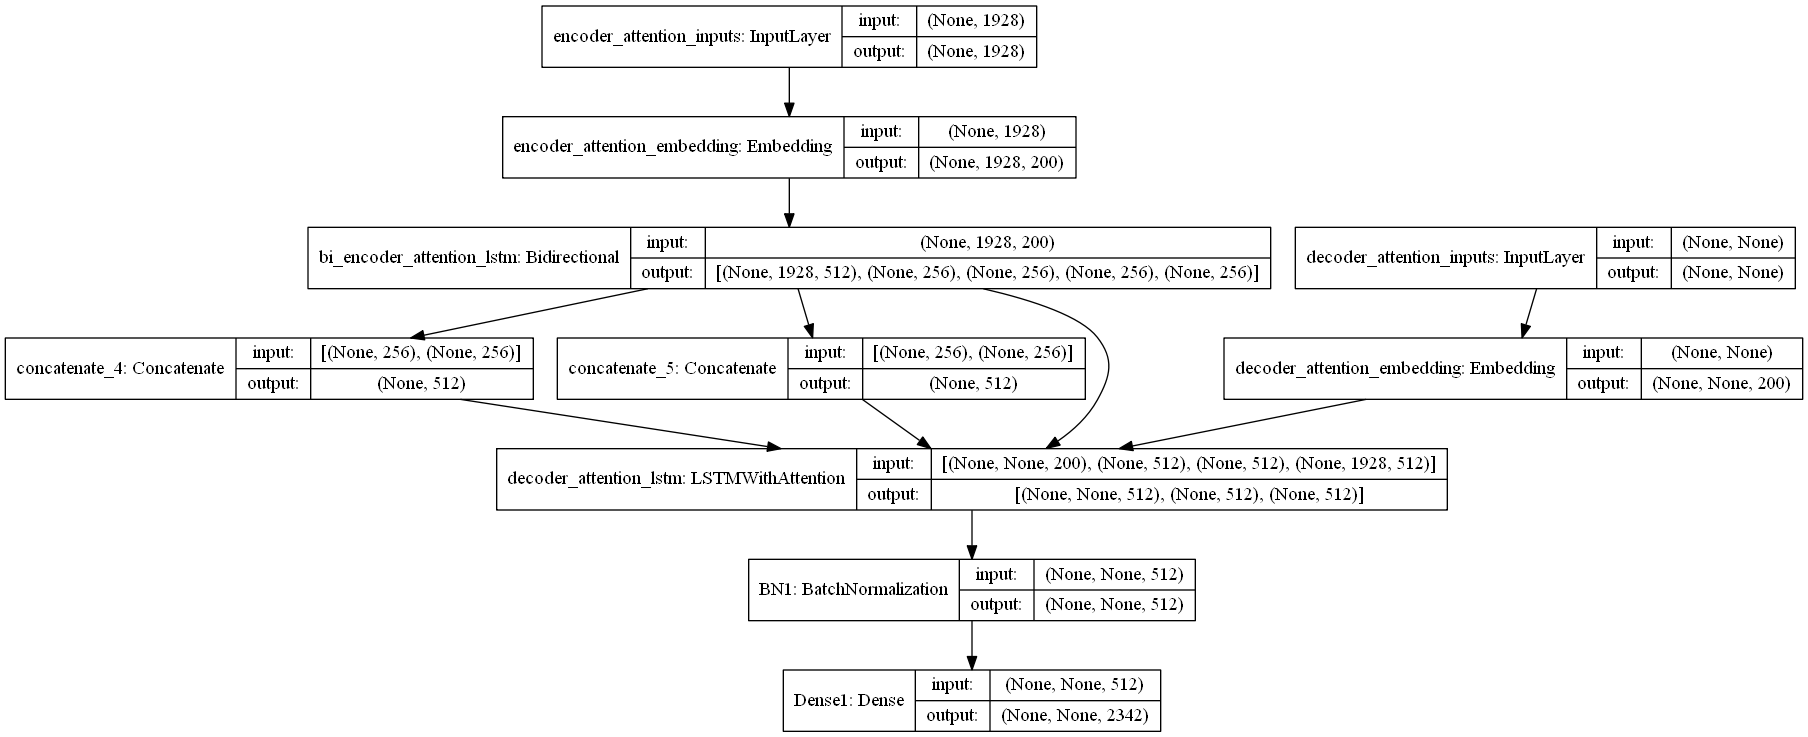 encoder_attention_inputs: InputLayer
input:
(None, 1928)
output:
(None, 1928)
encoder_attention_embedding: Embedding
input:
(None, 1928)
output:
(None, 1928, 200)
bi_encoder_attention_lstm: Bidirectional
input:
(None, 1928, 200)
output:
[(None, 1928, 512), (None, 256), (None, 256), (None, 256), (None, 256)]
decoder_attention_inputs: InputLayer
input:
(None, None)
output:
(None, None)
concatenate_4: Concatenate
input:
[(None, 256), (None, 256)]
output:
(None, 512)
concatenate_5: Concatenate
input:
[(None, 256), (None, 256)]
output:
(None, 512)
decoder_attention_embedding: Embedding
input:
(None, None)
output:
(None, None, 200)
decoder_attention_lstm: LSTMWithAttention
input:
[(None, None, 200), (None, 512), (None, 512), (None, 1928, 512)]
output:
[(None, None, 512), (None, 512), (None, 512)]
BN1: BatchNormalization
input:
(None, None, 512)
output:
(None, None, 512)
Dense1: Dense
input:
(None, None, 512)
output:
(None, None, 2342)